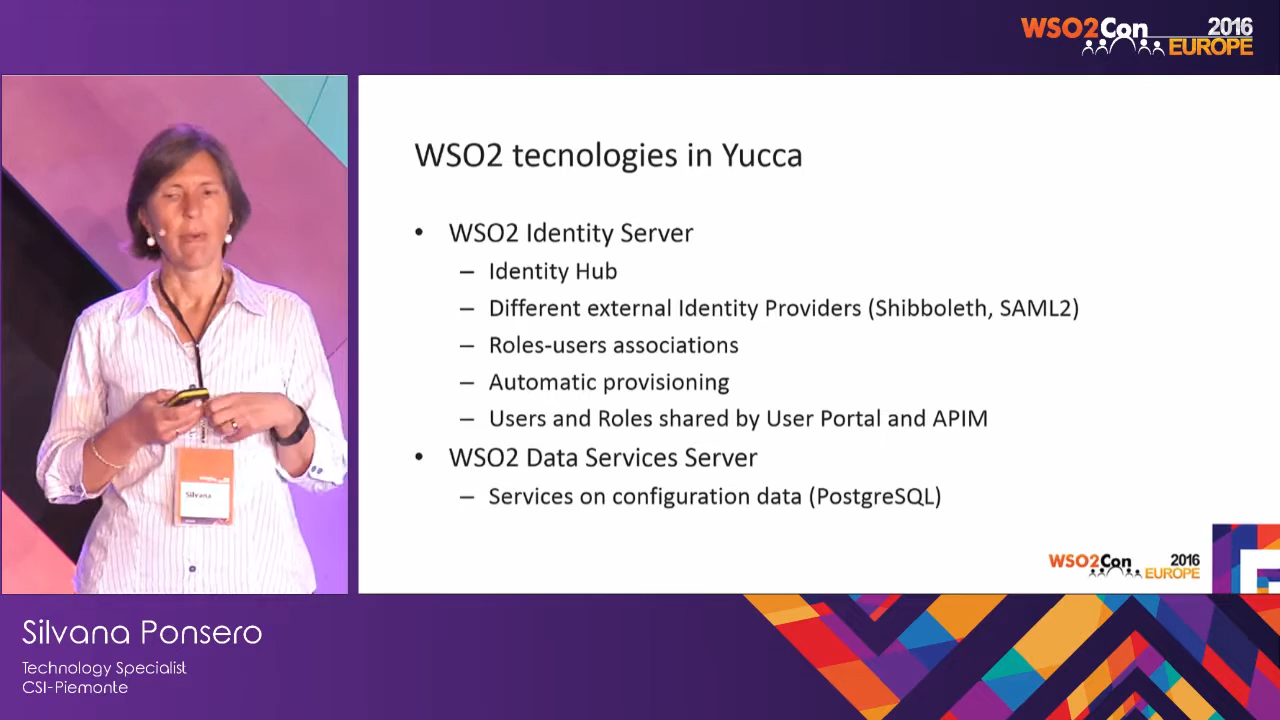 WSO2Con 2016
EUROPE
WSO2 tecnologies in Yucca
• WSO2 Identity Server
– Identity Hub
– Different external Identity Providers (Shibboleth, SAML2)
– Roles-users associations
– Automatic provisioning
– Users and Roles shared by User Portal and APIM
• WSO2 Data Services Server
– Services on configuration data (PostgreSQL)
WSO2Con 2016
EUROPE
Silvana
Silvana Ponsero
Technology Specialist
CSI-Piemonte